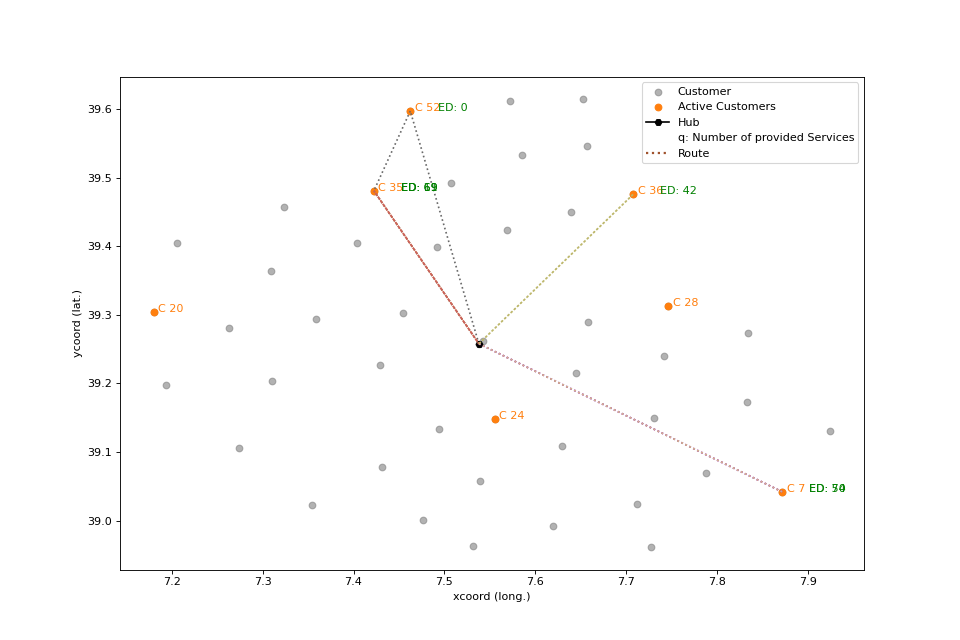 Customer
Active Customers
Hub
q: Number of provided Services
Route
C 52 ED: 0
C 35
C 36 ED: 42
C 20
C 28
C 24
C 7
39.6
39.5
39.4
39.3
39.2
39.1
39.0
ycoord (lat.)
7.2 7.3 7.4 7.5 7.6 7.7 7.8 7.9
xcoord (long.)